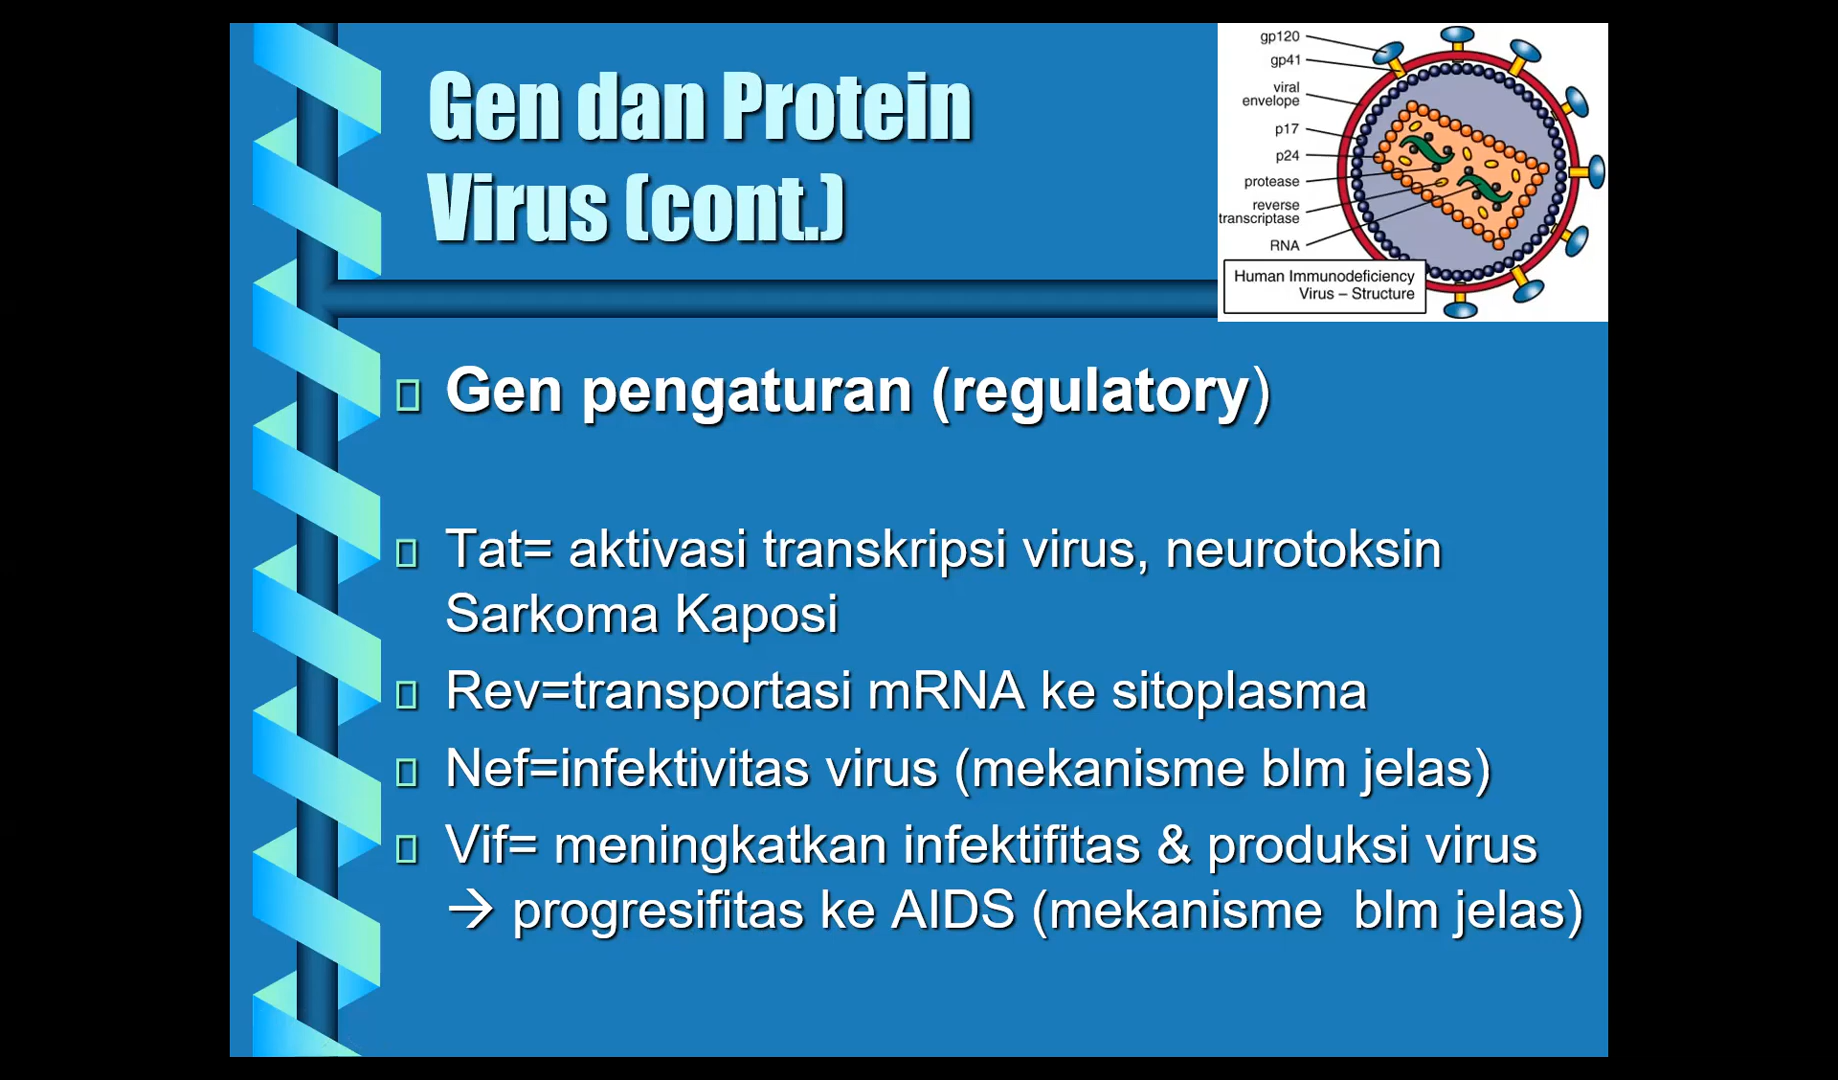 Gen dan Protein
Virus (cont.)
gp120
gp41
viral
envelope
p17
p24
protease
reverse
transcriptase
RNA
Human Immunodeficiency
Virus – Structure
Gen pengaturan (regulatory)
Tat= aktivasi transkripsi virus, neurotoksin
Sarkoma Kaposi
Rev=transportasi mRNA ke sitoplasma
Nef=infektivitas virus (mekanisme blm jelas)
Vif= meningkatkan infektifitas & produksi virus
→ progresifitas ke AIDS (mekanisme  blm jelas)